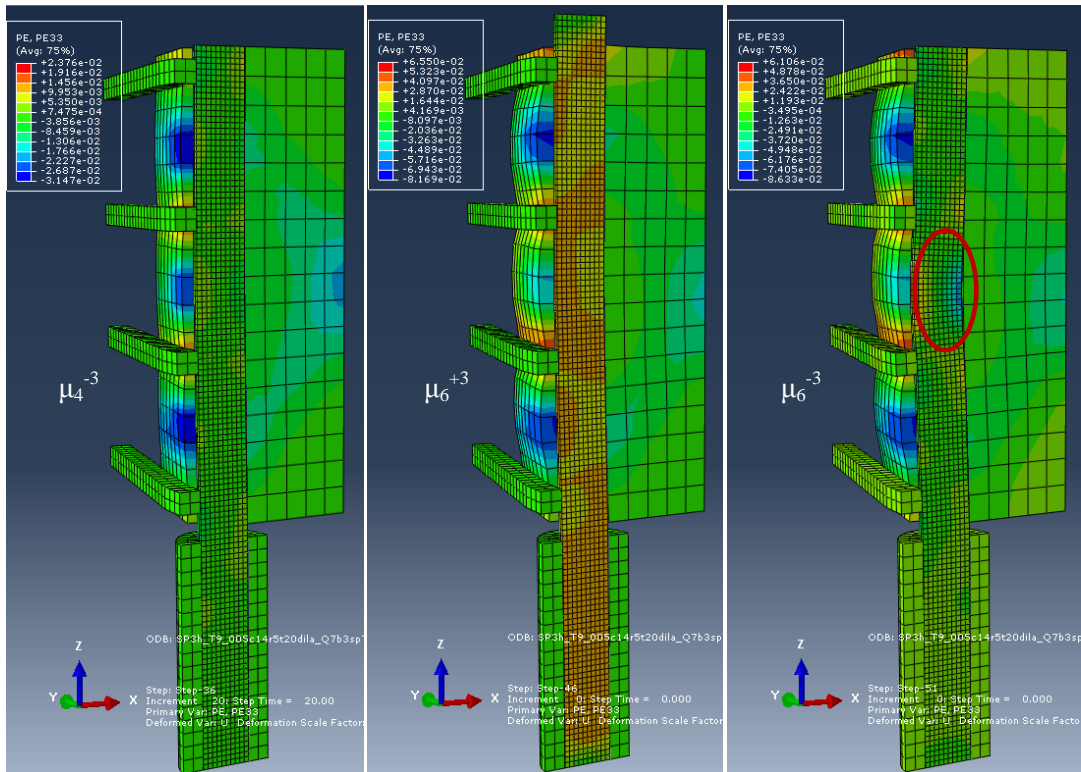 PE, PE33
(Avg: 75%)
+2.376e-02
+1.916e-02
+1.456e-02
+9.953e-03
+5.350e-03
+7.475e-04
-3.856e-03
-8.459e-03
-1.306e-02
-1.766e-02
-2.227e-02
-2.687e-02
-3.147e-02
μ4-3
ODB: SP3h_T9_005c14r5t20dila_Q7b3sp
Z
Y
X
Step: Step-36
Increment 20: Step Time = 20.00
Primary Var: PE, PE33
Deformed Var: U Deformation Scale Factor
PE, PE33
(Avg: 75%)
+6.550e-02
+5.323e-02
+4.097e-02
+2.870e-02
+1.644e-02
+4.169e-03
-8.097e-03
-2.036e-02
-3.263e-02
-4.489e-02
-5.716e-02
-6.943e-02
-8.169e-02
μ6+3
ODB: SP3h_T9_005c14r5t20dila_Q7b3sp
Z
Y
X
Step: Step-46
Increment 0: Step Time = 0.000
Primary Var: PE, PE33
Deformed Var: U Deformation Scale Factor
PE, PE33
(Avg: 75%)
+6.106e-02
+4.878e-02
+3.650e-02
+2.422e-02
+1.193e-02
-3.495e-04
-1.263e-02
-2.491e-02
-3.720e-02
-4.948e-02
-6.176e-02
-7.405e-02
-8.633e-02
μ6-3
ODB: SP3h_T9_005c14r5t20dila_Q7b3sp
Z
Y
X
Step: Step-51
Increment 0: Step Time = 0.000
Primary Var: PE, PE33
Deformed Var: U Deformation Scale Factor